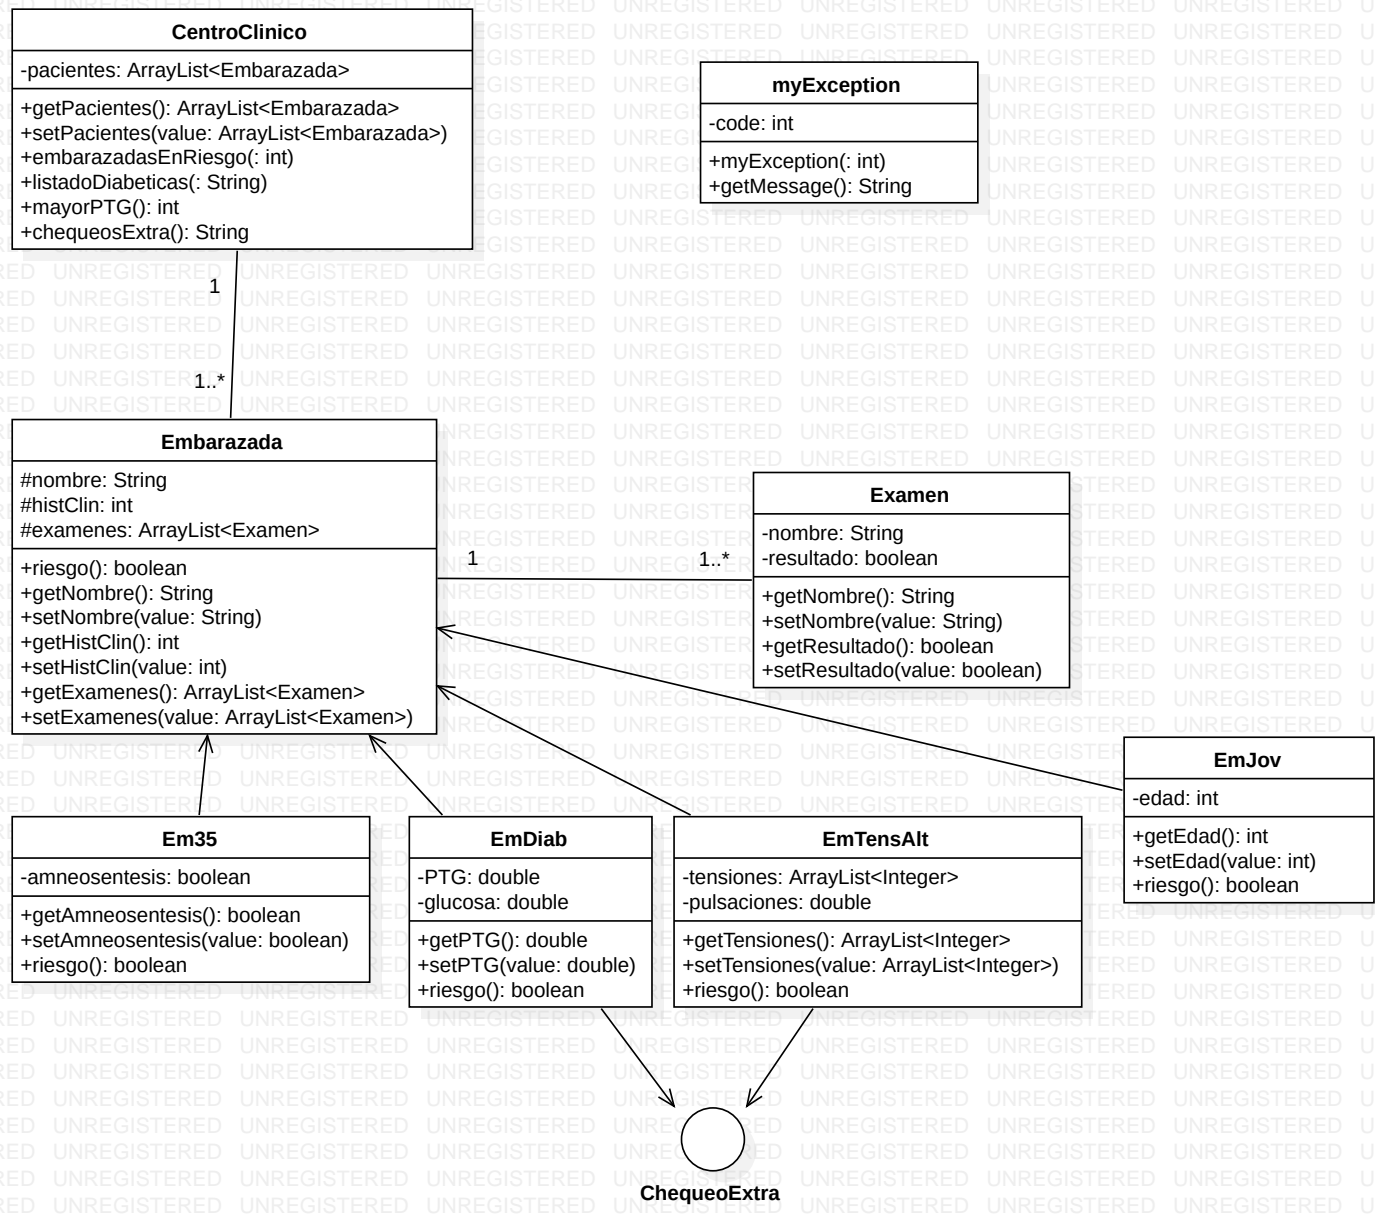 CentroClinico
-pacientes: ArrayList<Embarazada>
+getPacientes(): ArrayList<Embarazada>
+setPacientes(value: ArrayList<Embarazada>)
+embarazadasEnRiesgo(: int)
+listadoDiabeticas(: String)
+mayorPTG(): int
+chequeosExtra(): String
myException
-code: int
+myException(: int)
+getMessage(): String
1
1..*
Embarazada
#nombre: String
#histClin: int
#examenes: ArrayList<Examen>
+riesgo(): boolean
+getNombre(): String
+setNombre(value: String)
+getHistClin(): int
+setHistClin(value: int)
+getExamenes(): ArrayList<Examen>
+setExamenes(value: ArrayList<Examen>)
1
1..*
Examen
-nombre: String
-resultado: boolean
+getNombre(): String
+setNombre(value: String)
+getResultado(): boolean
+setResultado(value: boolean)
EmJov
-edad: int
+getEdad(): int
+setEdad(value: int)
+riesgo(): boolean
Em35
-amneosentesis: boolean
+getAmneosentesis(): boolean
+setAmneosentesis(value: boolean)
+riesgo(): boolean
EmDiab
-PTG: double
-glucosa: double
+getPTG(): double
+setPTG(value: double)
+riesgo(): boolean
EmTensAlt
-tensiones: ArrayList<Integer>
-pulsaciones: double
+getTensiones(): ArrayList<Integer>
+setTensiones(value: ArrayList<Integer>)
+riesgo(): boolean
ChequeoExtra
UNREGISTERED